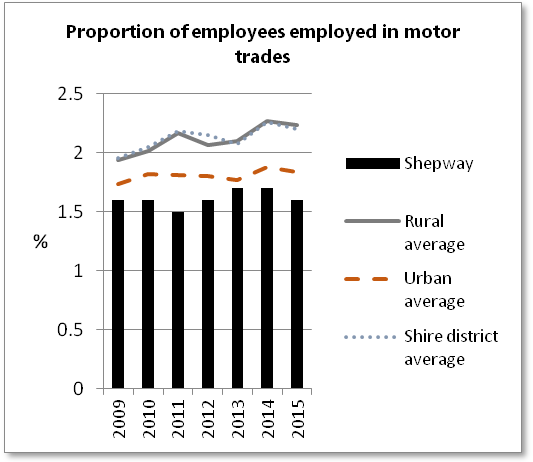 Proportion of employees employed in motor
trades
2.5
2
1.5
1
0.5
0
%
2009
2010
2011
2012
2013
2014
2015
Shepway
Rural
average
Urban
average
Shire district
average